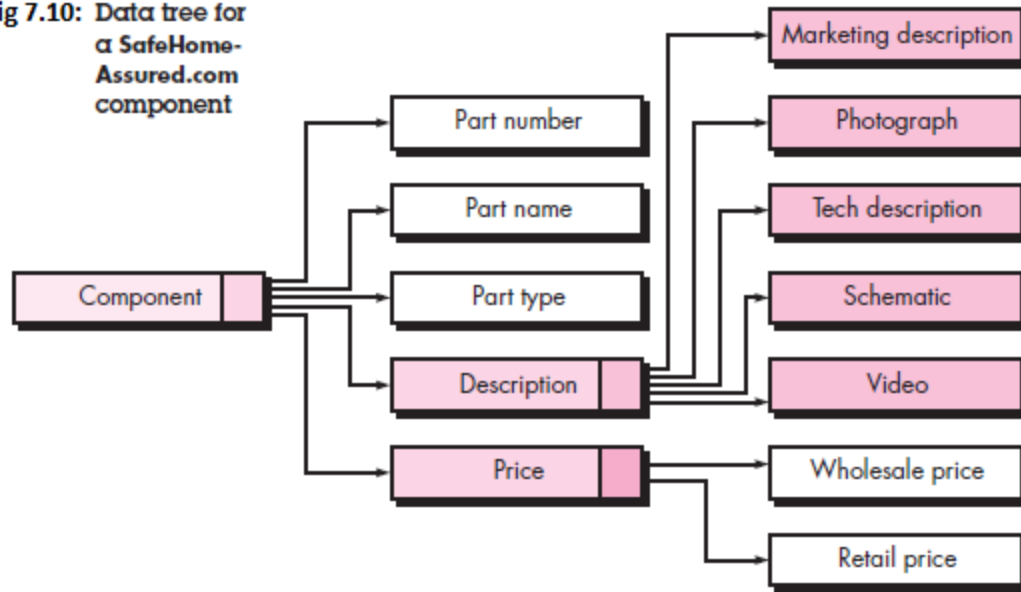 ig 7.10: Data tree for
a SafeHome-
Assured.com
component
Component
Part number
Part name
Part type
Description
Price
Marketing description
Photograph
Tech description
Schematic
Video
Wholesale price
Retail price